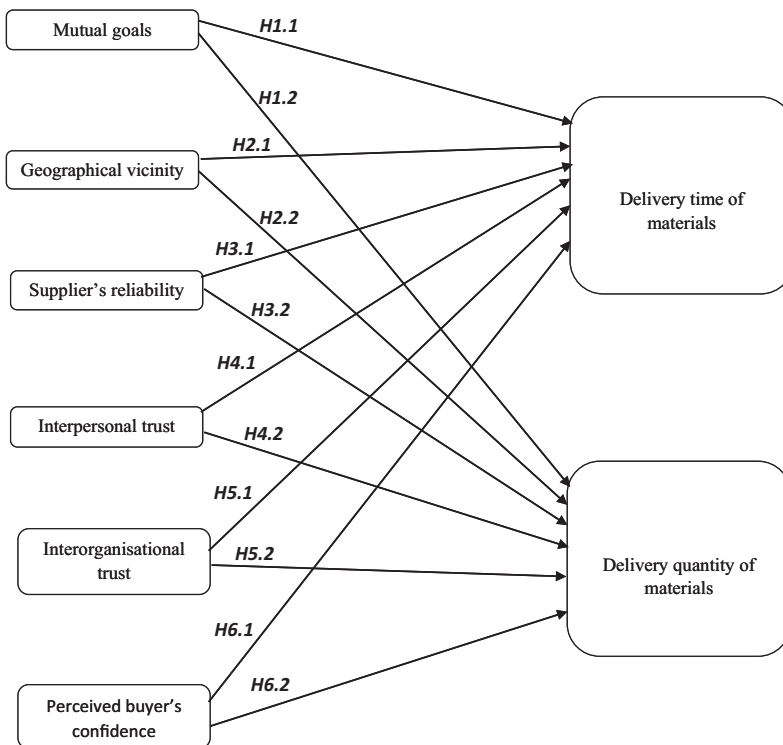 Mutual goals
H1.1
H1.2
Geographical vicinity
H2.1
H2.2
Supplier’s reliability
H3.1
H3.2
Interpersonal trust
H4.1
H4.2
Interorganisational
trust
H5.1
H5.2
Perceived buyer’s
confidence
H6.1
H6.2
Delivery time of
materials
Delivery quantity of
materials